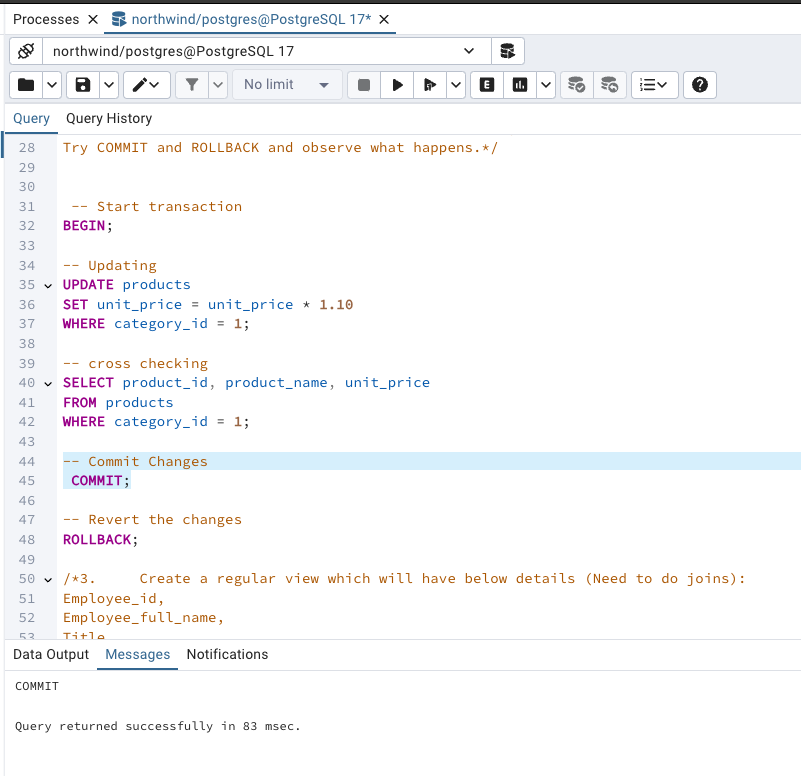 Processes
northwind/postgres@PostgreSQL 17*
northwind/postgres@PostgreSQL 17
No limit
E
Query Query History
28 Try COMMIT and ROLLBACK and observe what happens.*/
29
30
31 -- Start transaction
32 BEGIN;
33
34 -- Updating
35 UPDATE products
36 SET unit_price = unit_price * 1.10
37 WHERE category_id = 1;
38
39 -- cross checking
40 SELECT product_id, product_name, unit_price
41 FROM products
42 WHERE category_id = 1;
43
44 -- Commit Changes
45 COMMIT;
46
47 -- Revert the changes
48 ROLLBACK;
49
50 /*3. Create a regular view which will have below details (Need to do joins):
51 Employee_id,
52 Employee_full_name,
53 Title
Data Output Messages Notifications
COMMIT
Query returned successfully in 83 msec.